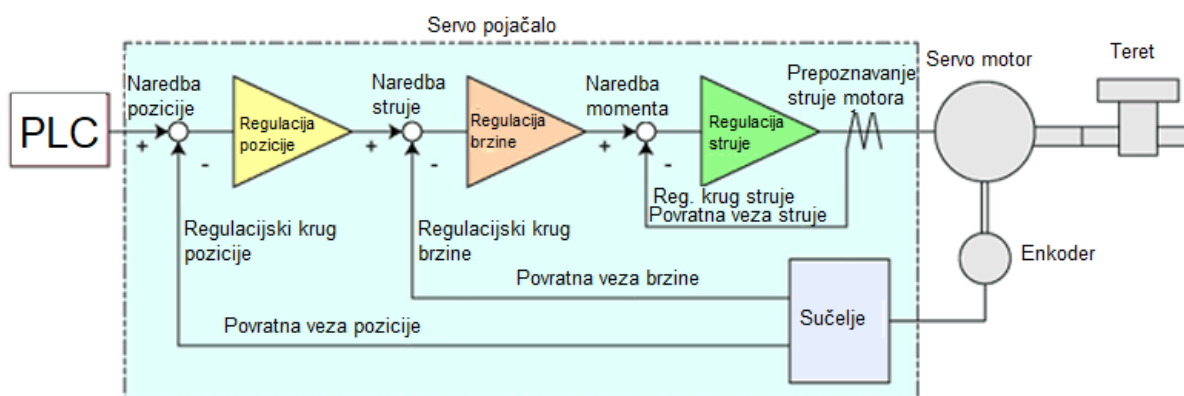 Servo pojačalo
Servo motor
Teret
Naredba
pozicije
Naredba
struje
Naredba
momenta
Prepoznavanje
struje motora
PLC
Regulacija
pozicije
Regulacija
brzine
Regulacija
struje
+
-
+
-
+
-
Reg. krug struje
Povratna veza struje
Regulacijski krug
pozicije
Regulacijski krug
brzine
Enkoder
Povratna veza brzine
Sučelje
Povratna veza pozicije